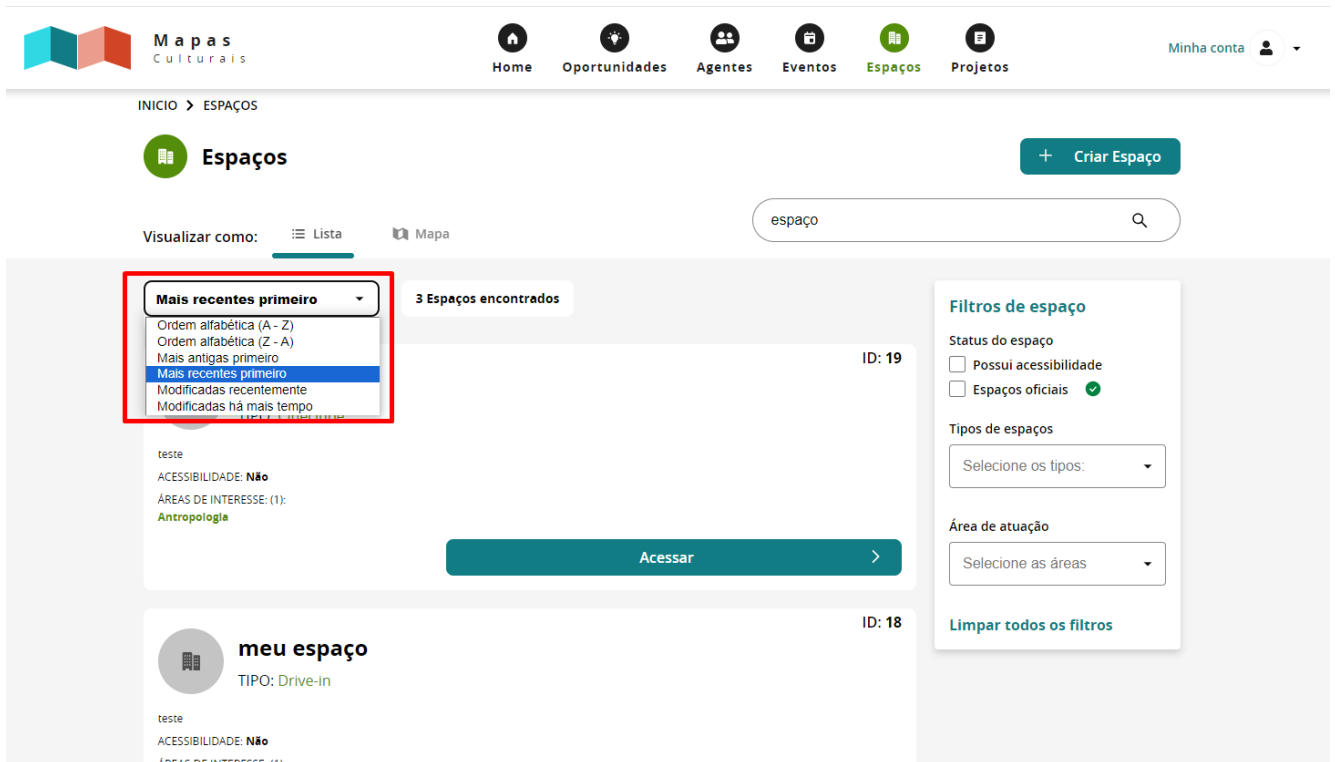 Mapas
Culturais
Home
Oportunidades
Agentes
Eventos
Espaços
Projetos
Minha conta
INICIO > ESPAÇOS
Espaços
+ Criar Espaço
Visualizar como:
Lista
Mapa
espaço
Mais recentes primeiro
3 Espaços encontrados
Ordem alfabética (A - Z)
Ordem alfabética (Z - A)
Mais antigas primeiro
Mais recentes primeiro
Modificadas recentemente
Modificadas há mais tempo
ID: 19
teste
ACESSIBILIDADE: Não
ÁREAS DE INTERESSE: (1):
Antropologia
Acessar
ID: 18
meu espaço
TIPO: Drive-in
teste
ACESSIBILIDADE: Não
Filtros de espaço
Status do espaço
Possui acessibilidade
Espaços oficiais
Tipos de espaços
Selecione os tipos:
Área de atuação
Selecione as áreas
Limpar todos os filtros